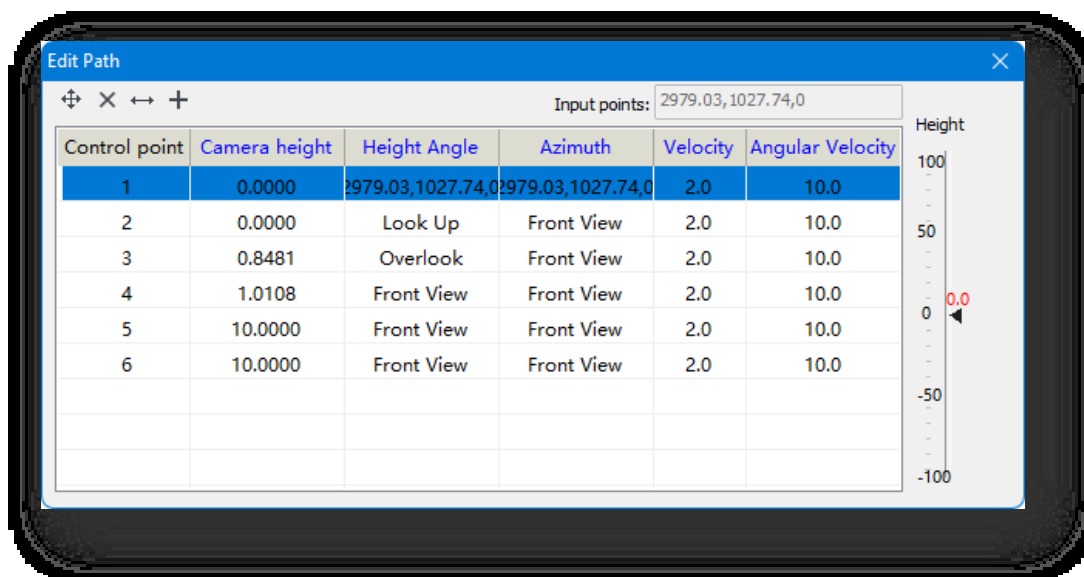 Edit Path
Input points: 2979.03,1027.74,0
Height
Control point Camera height Height Angle Azimuth Velocity Angular Velocity
1 0.0000 2979.03,1027.74,0 2979.03,1027.74,0 2.0 10.0
2 0.0000 Look Up Front View 2.0 10.0
3 0.8481 Overlook Front View 2.0 10.0
4 1.0108 Front View Front View 2.0 10.0
5 10.0000 Front View Front View 2.0 10.0
6 10.0000 Front View Front View 2.0 10.0
100
50
0.0
0
-50
-100